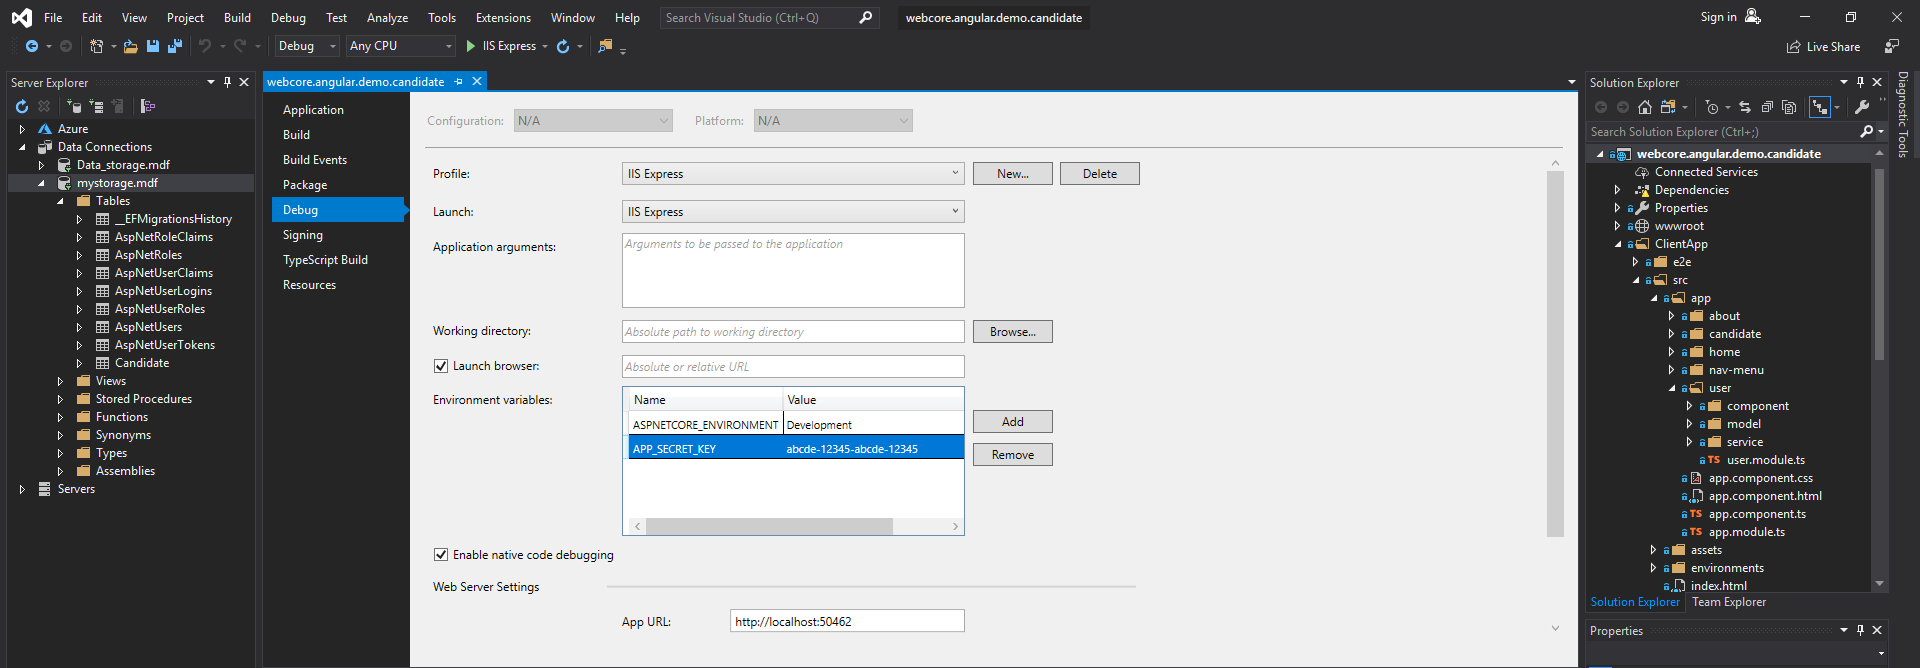 File Edit View Project Build Debug Test Analyze Tools Extensions Window Help Search Visual Studio (Ctrl+Q) webcore.angular.demo.candidate Sign in
Debug Any CPU IIS Express Live Share
Server Explorer
Azure
Data Connections
Data_storage.mdf
mystorage.mdf
Tables
__EFMigrationsHistory
AspNetRoleClaims
AspNetRoles
AspNetUserClaims
AspNetUserLogins
AspNetUserRoles
AspNetUsers
AspNetUserTokens
Candidate
Views
Stored Procedures
Functions
Synonyms
Types
Assemblies
Servers
webcore.angular.demo.candidate
Application
Build
Build Events
Package
Debug
Signing
TypeScript Build
Resources
Configuration: N/A Platform: N/A
Profile: IIS Express New... Delete
Launch: IIS Express
Application arguments: Arguments to be passed to the application
Working directory: Absolute path to working directory Browse...
Launch browser: Absolute or relative URL
Environment variables: Name Value
ASPNETCORE_ENVIRONMENT Development Add
APP_SECRET_KEY abcde-12345-abcde-12345 Remove
Enable native code debugging
Web Server Settings
App URL: http://localhost:50462
Solution Explorer
Search Solution Explorer (Ctrl+;)
webcore.angular.demo.candidate
Connected Services
Dependencies
Properties
wwwroot
ClientApp
e2e
src
app
about
candidate
home
nav-menu
user
component
model
service
TS user.module.ts
app.component.css
app.component.html
TS app.component.ts
TS app.module.ts
assets
environments
index.html
Solution Explorer Team Explorer
Properties
Diagnostic Tools